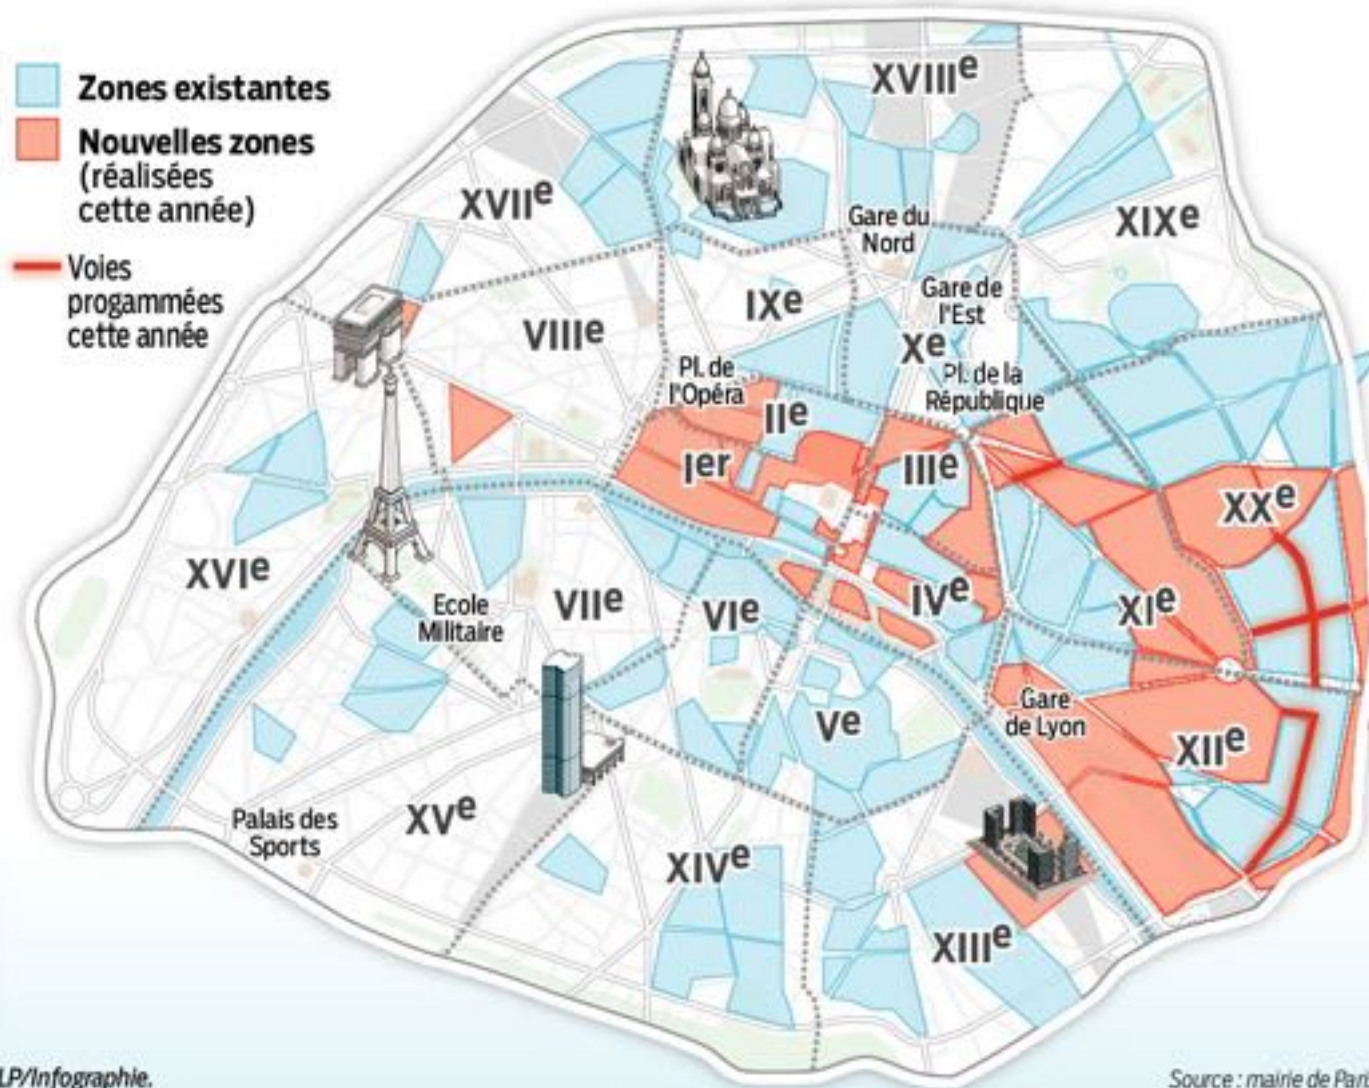 Zones existantes
Nouvelles zones
(réalisées
cette année)
Voies
progammées
cette année
XVIIIe
XVIIe
XIXe
Gare du
Nord
Gare de
l'Est
IXe
VIIIe
Xe
Pl. de
l'Opéra
Pl. de la
République
IIe
Ier
IIIe
XXe
XVIe
Ecole
Militaire
VIIe
VIe
IVe
XIe
Gare
de Lyon
Ve
XIIe
Palais des
Sports
XVe
XIVe
XIIIe
LP/Infographie.
Source : mairie de Pari